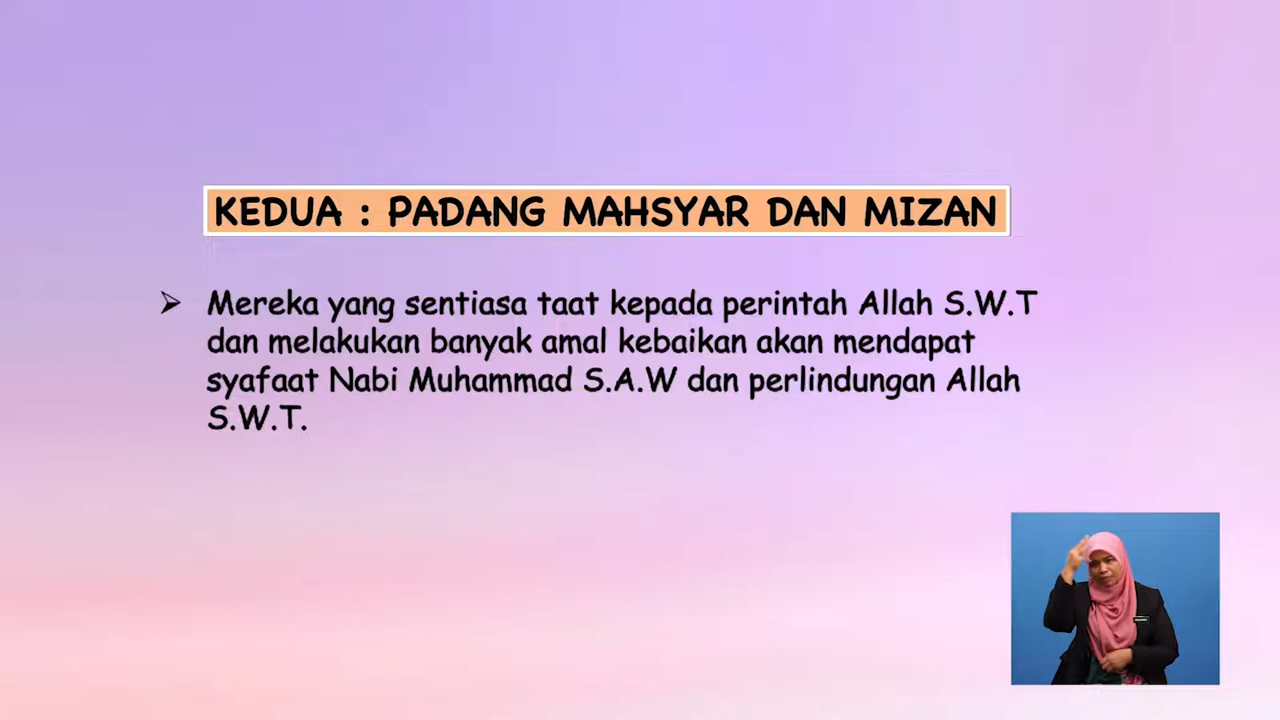 KEDUA : PADANG MAHSYAR DAN MIZAN
Mereka yang sentiasa taat kepada perintah Allah S.W.T
dan melakukan banyak amal kebaikan akan mendapat
syafaat Nabi Muhammad S.A.W dan perlindungan Allah
S.W.T.